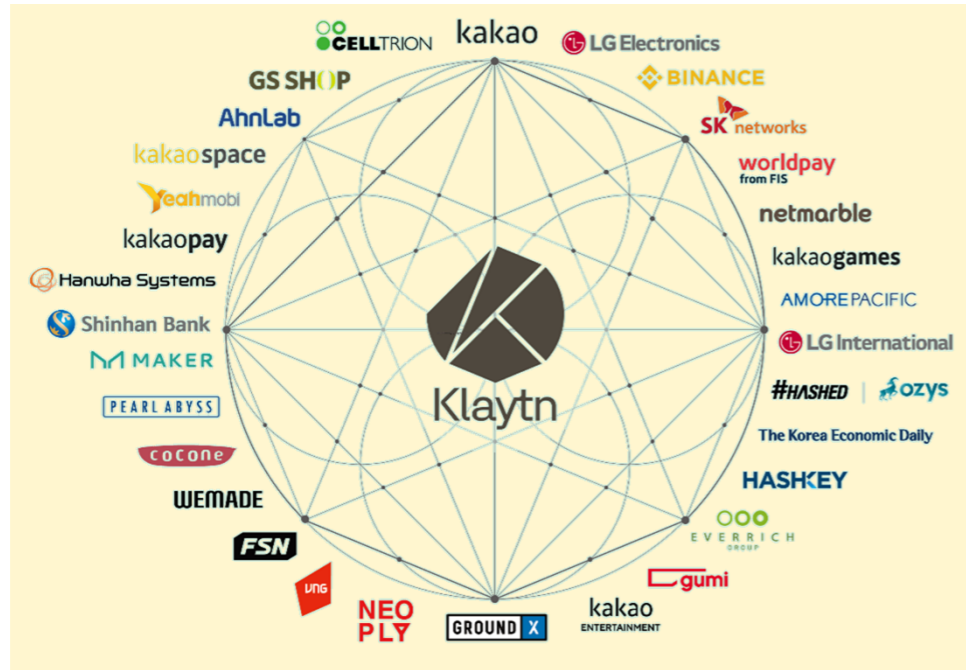 kakao
CELLTRION
LG Electronics
GS SHOP
BINANCE
AhnLab
SK networks
kakaospace
worldpay
from FIS
Yeahmobi
netmarble
kakaopay
kakaogames
Hanwha Systems
AMOREPACIFIC
Shinhan Bank
LG International
MAKER
#HASHED | ozys
PEARL ABYSS
Klaytn
The Korea Economic Daily
cocone
HASHKEY
WEMADE
EVERRICH
GROUP
FSN
gumi
VNG
NEO
PLY
GROUND X
kakao
ENTERTAINMENT